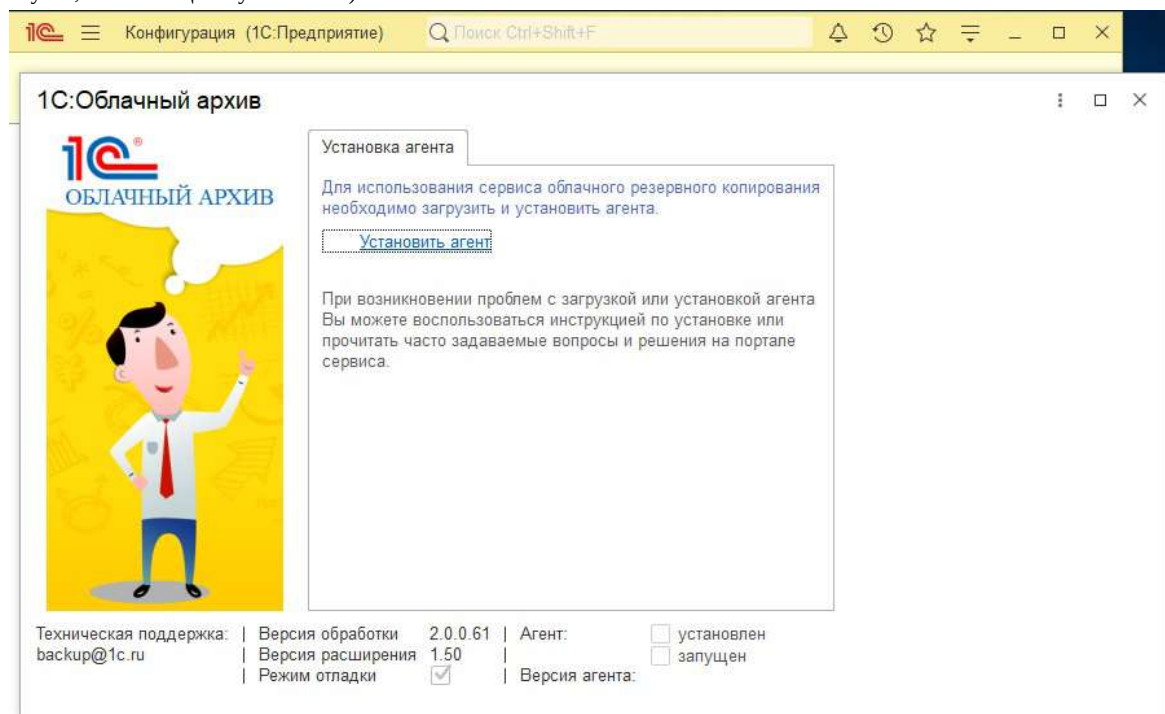 1С Конфигурация (1С:Предприятие) Поиск Ctrl+Shift+F
1С:Облачный архив
1С®
ОБЛАЧНЫЙ АРХИВ
Установка агента
Для использования сервиса облачного резервного копирования
необходимо загрузить и установить агента.
Установить агент
При возникновении проблем с загрузкой или установкой агента
Вы можете воспользоваться инструкцией по установке или
прочитать часто задаваемые вопросы и решения на портале
сервиса.
Техническая поддержка: | Версия обработки 2.0.0.61 | Агент: установлен
backup@1c.ru | Версия расширения 1.50 | запущен
| Режим отладки | Версия агента: